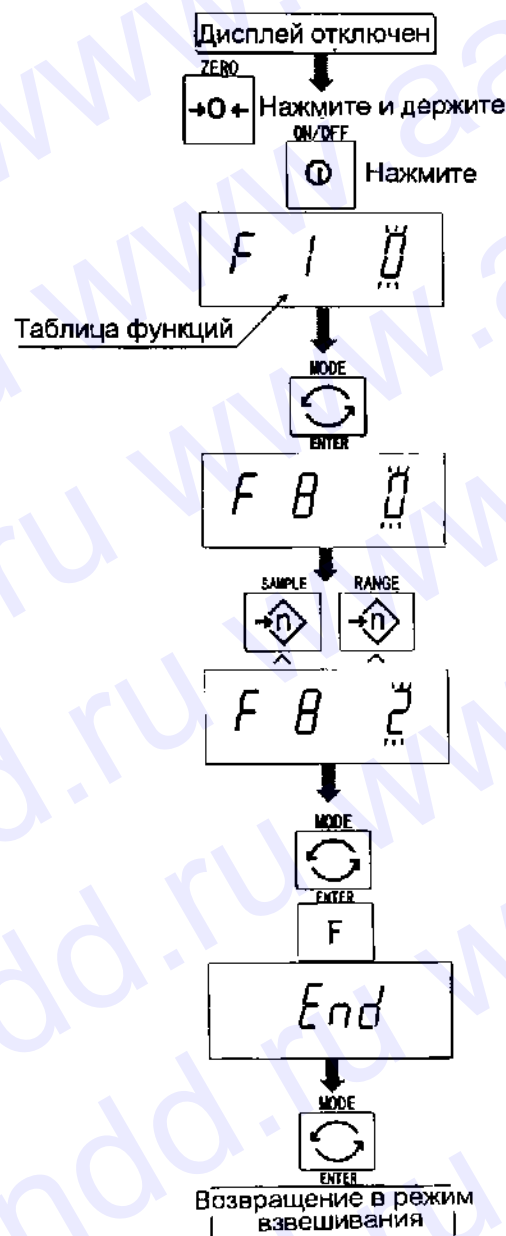 Дисплей отключен
ZERO
→0← Нажмите и держите
ON/OFF
Нажмите
F 1 0
Таблица функций
MODE
ENTER
F 8 0
SAMPLE RANGE
→n →n
F 8 2
MODE
ENTER
F
End
MODE
ENTER
Возвращение в режим
взвешивания